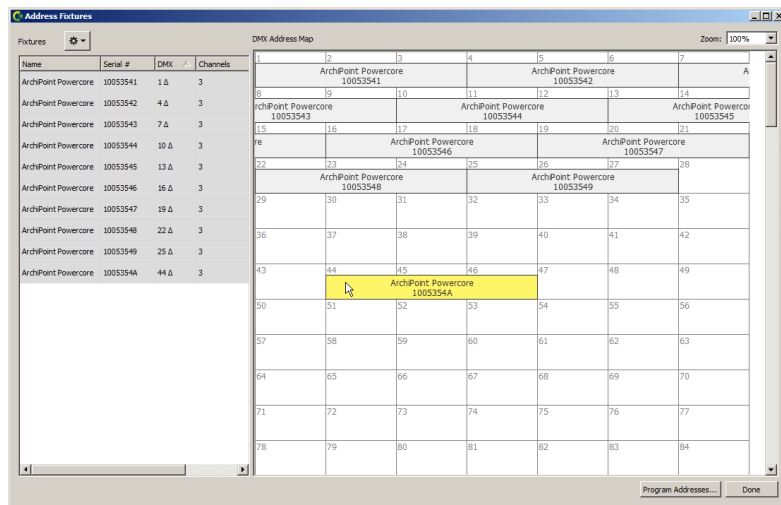 Address Fixtures
Fixtures
DMX Address Map
Zoom: 100%
Name Serial # DMX Channels
ArchiPoint Powercore 10053541 1 Δ 3
ArchiPoint Powercore 10053542 4 Δ 3
ArchiPoint Powercore 10053543 7 Δ 3
ArchiPoint Powercore 10053544 10 Δ 3
ArchiPoint Powercore 10053545 13 Δ 3
ArchiPoint Powercore 10053546 16 Δ 3
ArchiPoint Powercore 10053547 19 Δ 3
ArchiPoint Powercore 10053548 22 Δ 3
ArchiPoint Powercore 10053549 25 Δ 3
ArchiPoint Powercore 1005354A 44 Δ 3
1 2 3 4 5 6 7
ArchiPoint Powercore ArchiPoint Powercore A
10053541 10053542
8 9 10 11 12 13 14
rchiPoint Powercore ArchiPoint Powercore ArchiPoint Powerco
10053543 10053544 10053545
15 16 17 18 19 20 21
re ArchiPoint Powercore ArchiPoint Powercore
10053546 10053547
22 23 24 25 26 27 28
ArchiPoint Powercore ArchiPoint Powercore
10053548 10053549
29 30 31 32 33 34 35
36 37 38 39 40 41 42
43 44 45 46 47 48 49
ArchiPoint Powercore
1005354A
50 51 52 53 54 55 56
57 58 59 60 61 62 63
64 65 66 67 68 69 70
71 72 73 74 75 76 77
78 79 80 81 82 83 84
Program Addresses... Done